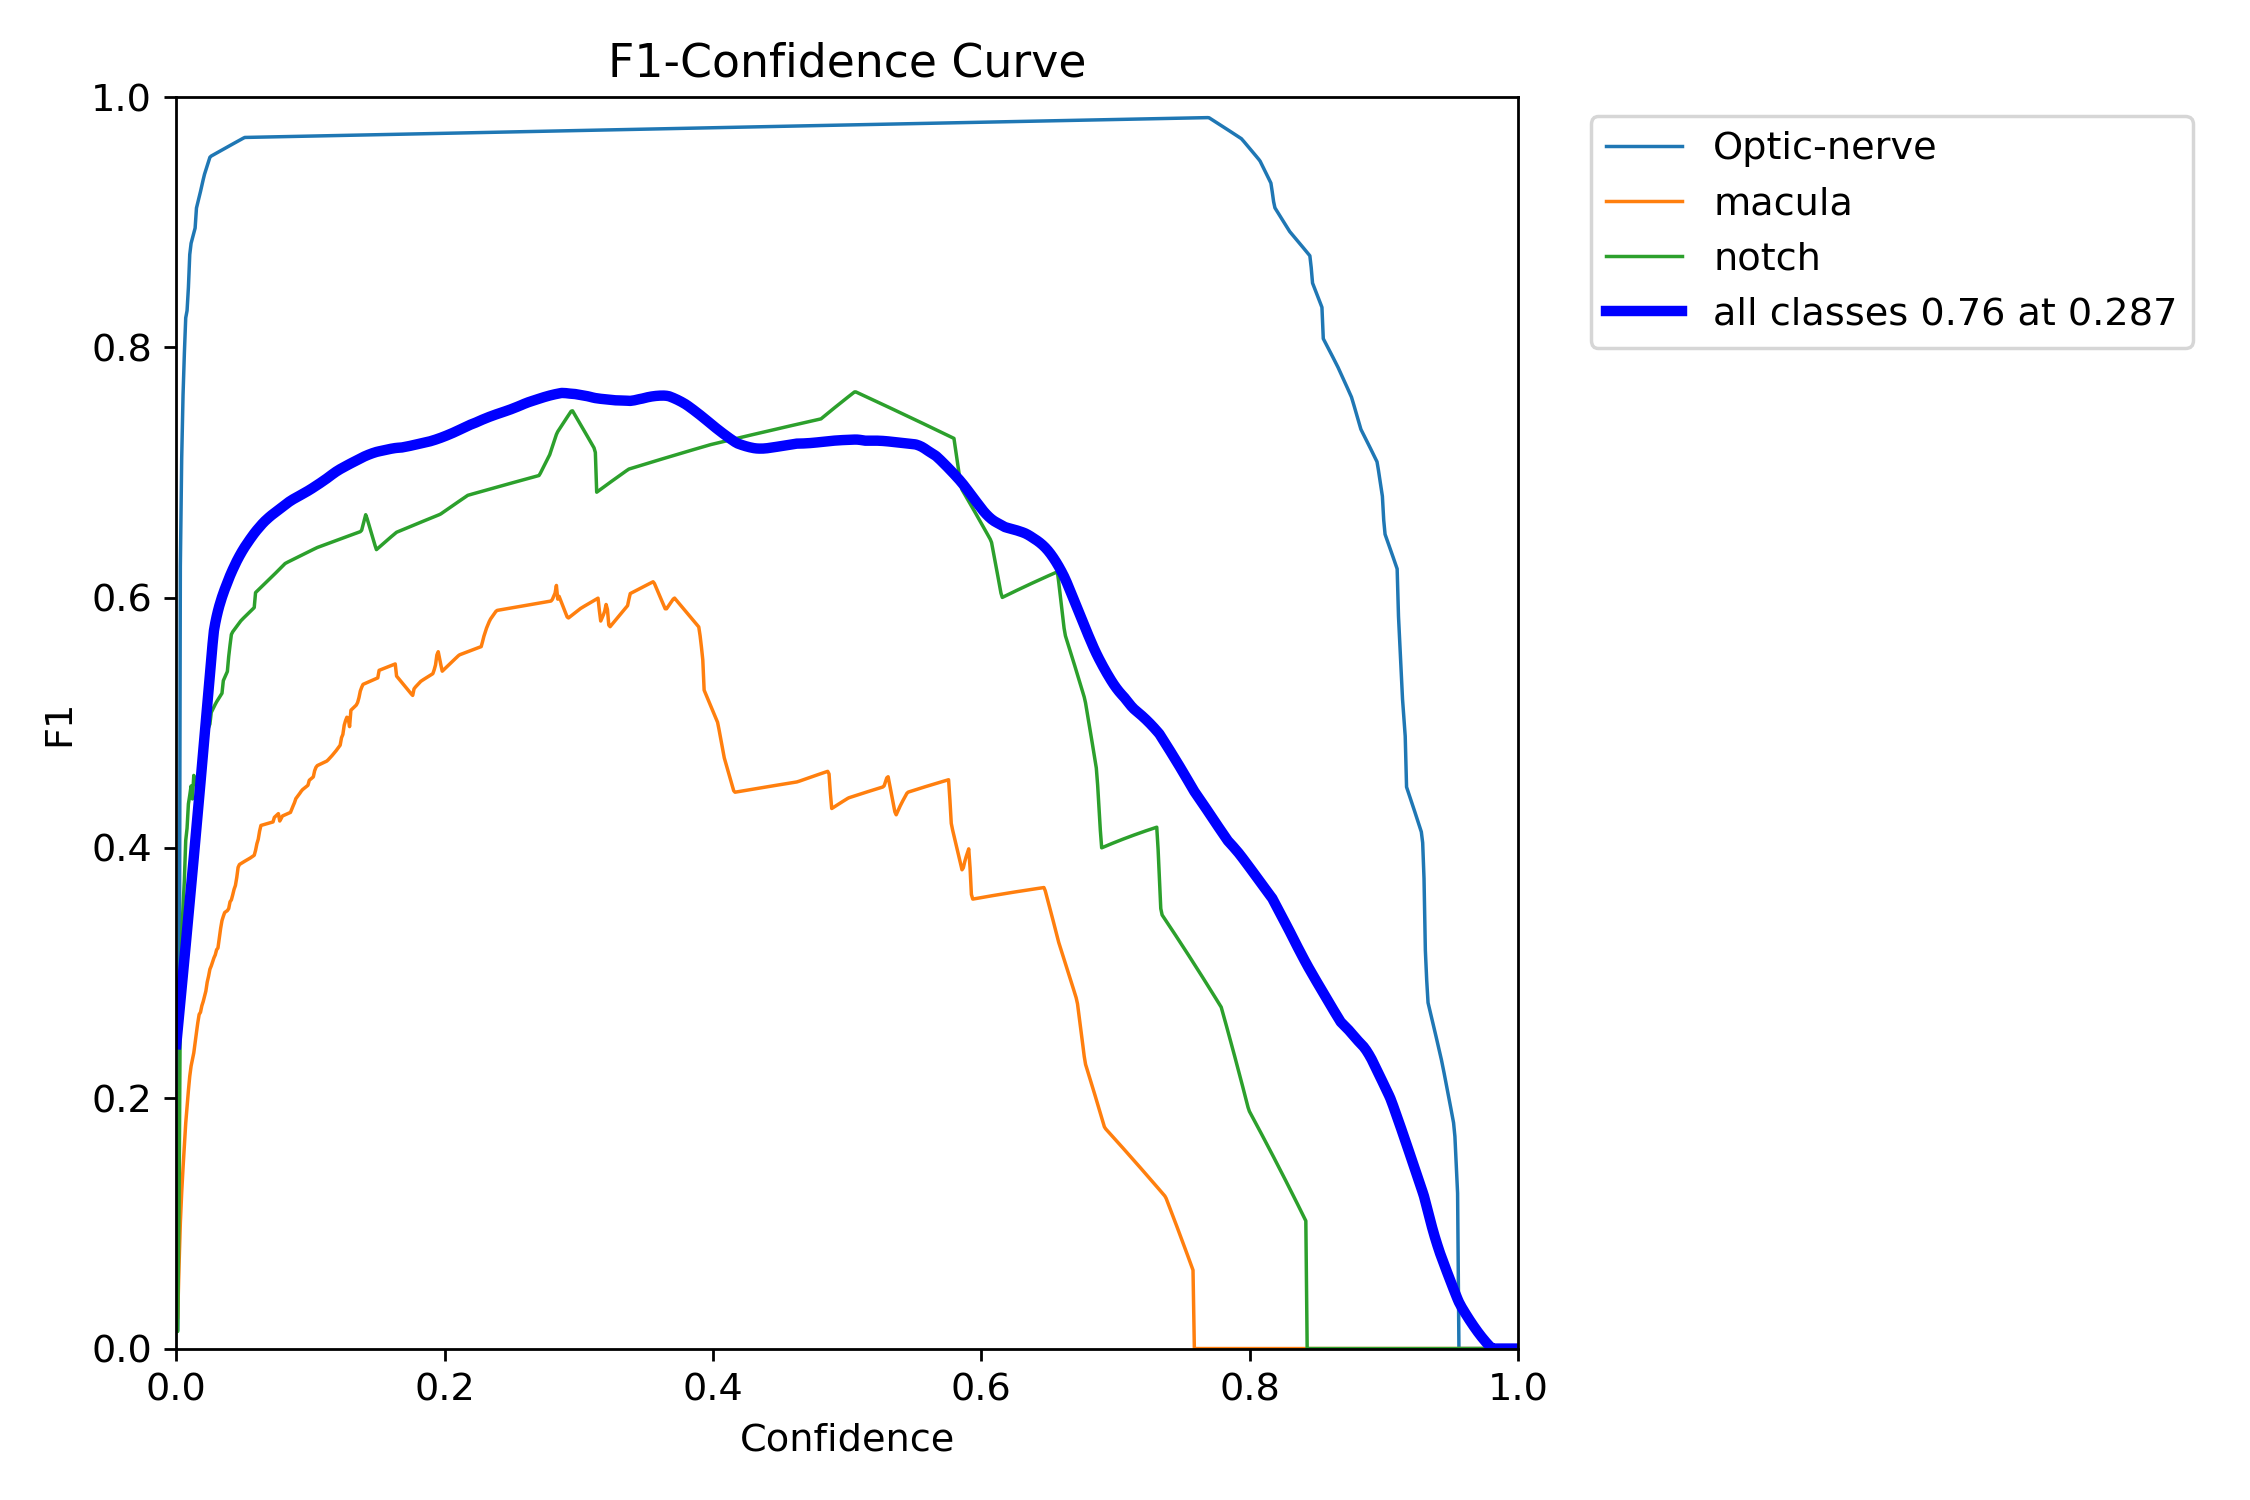 F1-Confidence Curve
1.0
0.8
0.6
0.4
0.2
0.0
F1
0.0 0.2 0.4 0.6 0.8 1.0
Confidence
Optic-nerve
macula
notch
all classes 0.76 at 0.287